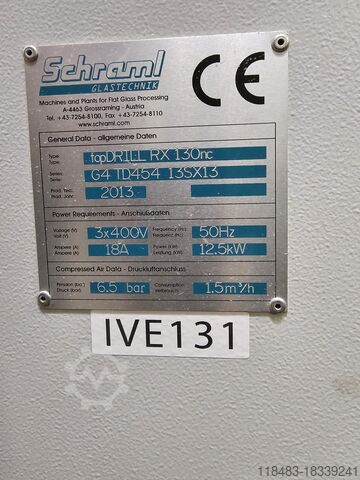 Schraml
GLASTECHNIK
CE
Machines and Plants for Flat Glass Processing
A-4463 Grossraming - Austria
Tel. +43-7254-8100, Fax +43-7254-8110
www.schraml.com
General Data - allgemeine Daten
Type: Type: topDRILL RX 130nc
Series: Serie: G4 TD454 13SX13
Prod. Year: Prod. Jahr: 2013
Power Requirements - Anschlußdaten
Voltage (V) Voltage (V) 3x400V Frequency (Hz) Frequenz (Hz) 50Hz
Ampere (A) Ampere (A) 18A Power (kW) Leistung (kW) 12.5kW
Compressed Air Data - Druckluftanschluss
Pression (bar) Druck (bar) 6.5 bar Consumption Verbrauch 1.5m³/h
IVE131
118483-18339241